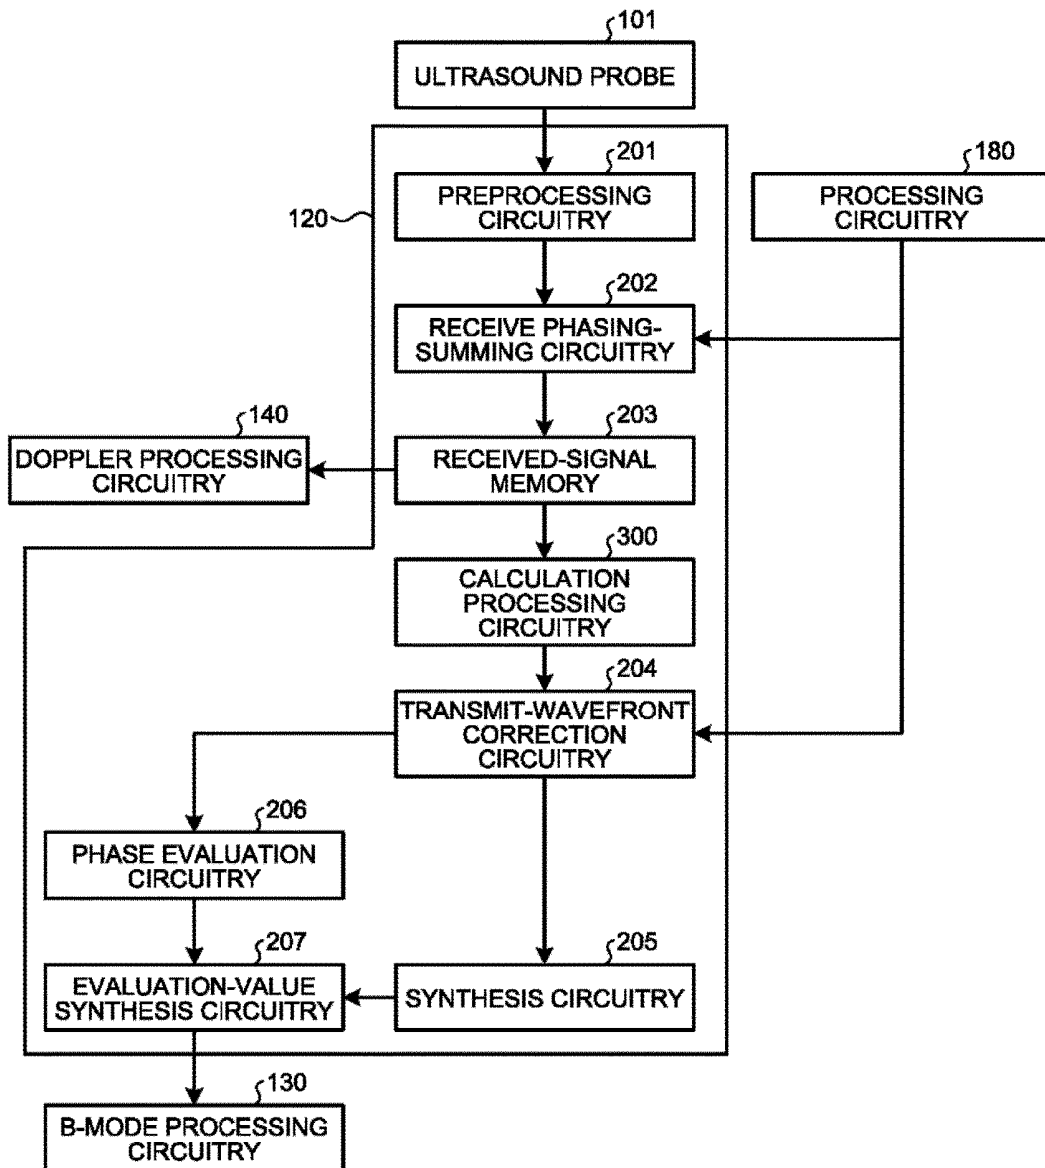 101
ULTRASOUND PROBE
201
PREPROCESSING
CIRCUITRY
180
PROCESSING
CIRCUITRY
120
202
RECEIVE PHASING-
SUMMING CIRCUITRY
140
DOPPLER PROCESSING
CIRCUITRY
203
RECEIVED-SIGNAL
MEMORY
300
CALCULATION
PROCESSING
CIRCUITRY
204
TRANSMIT-WAVEFRONT
CORRECTION
CIRCUITRY
206
PHASE EVALUATION
CIRCUITRY
207
EVALUATION-VALUE
SYNTHESIS CIRCUITRY
205
SYNTHESIS CIRCUITRY
130
B-MODE PROCESSING
CIRCUITRY